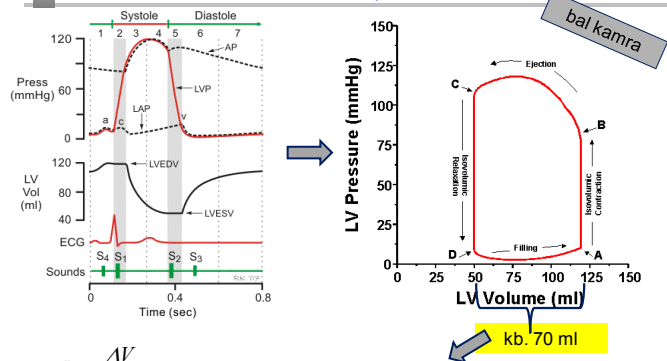 Systole Diastole
1 2 3 4 5 6 7
120
AP
Press
(mmHg)
60
LVP
LAP
a c v
0
LV
Vol
(ml)
120
80
40
LVEDV
LVESV
ECG
Sounds
S4 S1 S2 S3
0 0.4 0.8
Time (sec)
bal kamra
LV Pressure (mmHg)
150
125
100
75
50
25
0
Ejection
C
B
Isovolumic
Relaxation
Isovolumic
Contraction
D
Filling
A
0 25 50 75 100 125 150
LV Volume (ml)
kb. 70 ml
ΔV